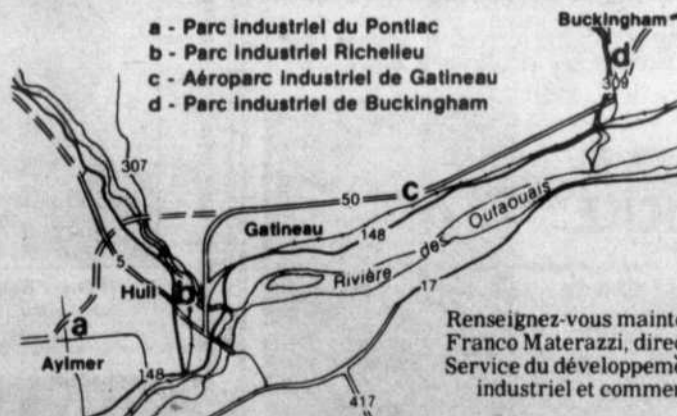 a - Parc industriel du Pontiac
b - Parc industriel Richelieu
c - Aéroparc industriel de Gatineau
d - Parc industriel de Buckingham
Buckingham
d
309
307
50
c
Gatineau
148
Rivière des Outaouais
5
Hull
b
17
a
Aylmer
148
417
Renseignez-vous mainte
Franco Materazzi, direc
Service du développeme
industriel et commer